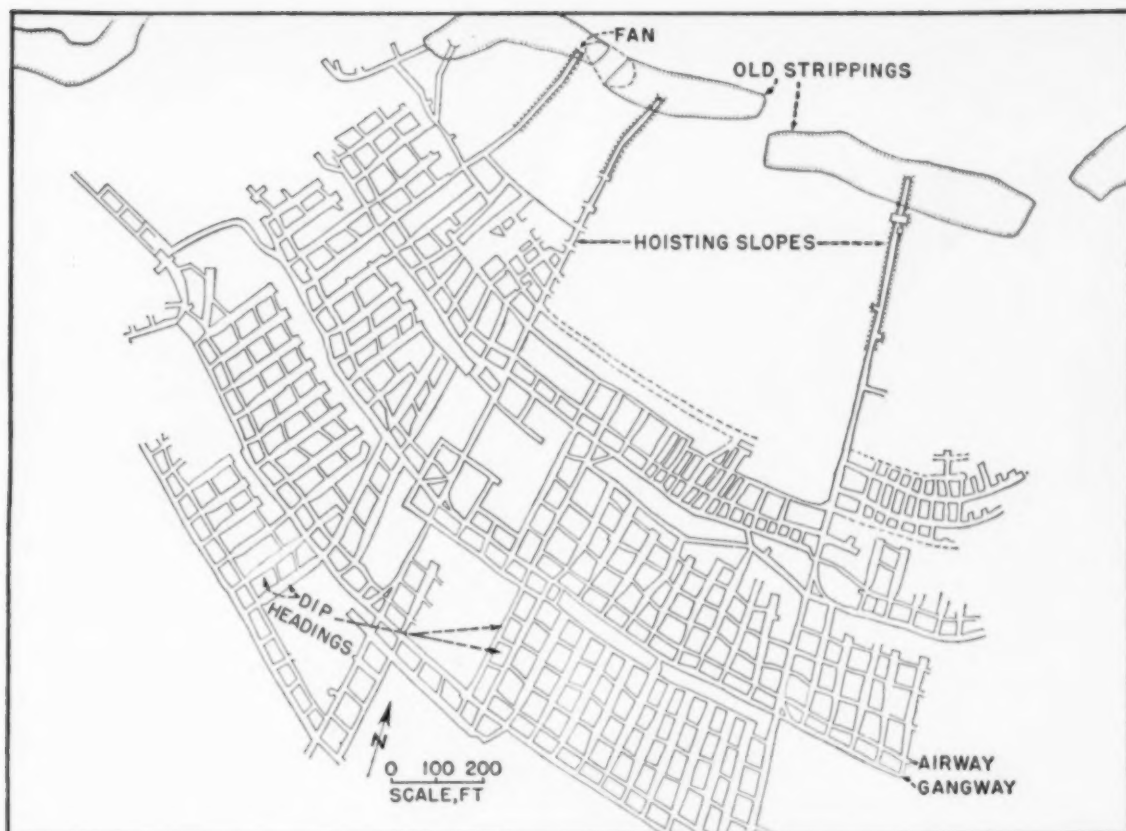 FAN
OLD STRIPPINGS
HOISTING SLOPES
DIP
HEADINGS
N
0 100 200
SCALE, FT
AIRWAY
GANGWAY